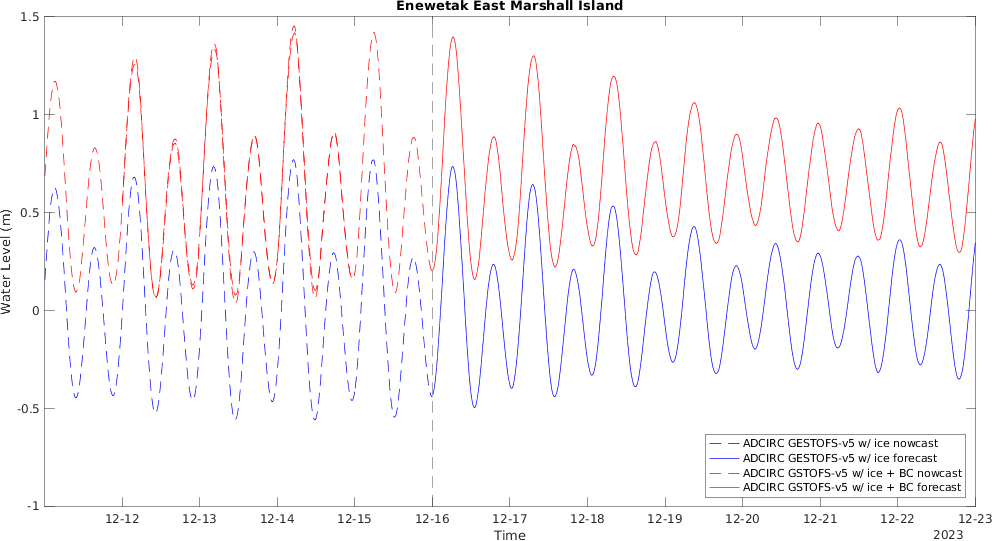 Enewetak East Marshall Island
1.5
1
0.5
0
-0.5
-1
Water Level (m)
12-12
12-13
12-14
12-15
12-16
12-17
12-18
12-19
12-20
12-21
12-22
12-23
Time
2023
ADCIRC GESTOFS-v5 w/ ice nowcast
ADCIRC GESTOFS-v5 w/ ice forecast
ADCIRC GSTOFS-v5 w/ ice + BC nowcast
ADCIRC GSTOFS-v5 w/ ice + BC forecast